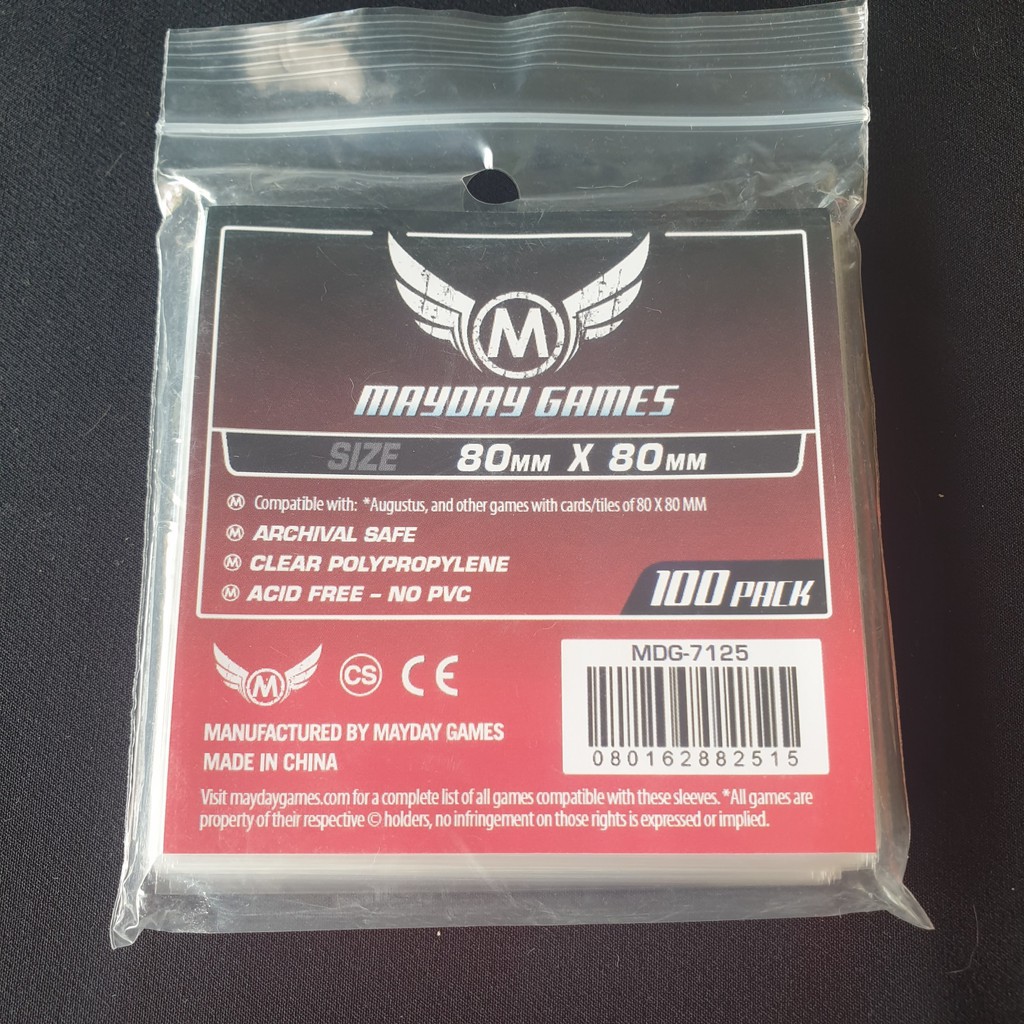 M
MAYDAY GAMES
SIZE 80MM X 80MM
M Compatible with: *Augustus, and other games with cards/tiles of 80 X 80 MM
M ARCHIVAL SAFE
M CLEAR POLYPROPYLENE
M ACID FREE – NO PVC
100 PACK
M CS CE
MDG-7125
080162882515
MANUFACTURED BY MAYDAY GAMES
MADE IN CHINA
Visit maydaygames.com for a complete list of all games compatible with these sleeves. *All games are
property of their respective © holders, no infringement on those rights is expressed or implied.